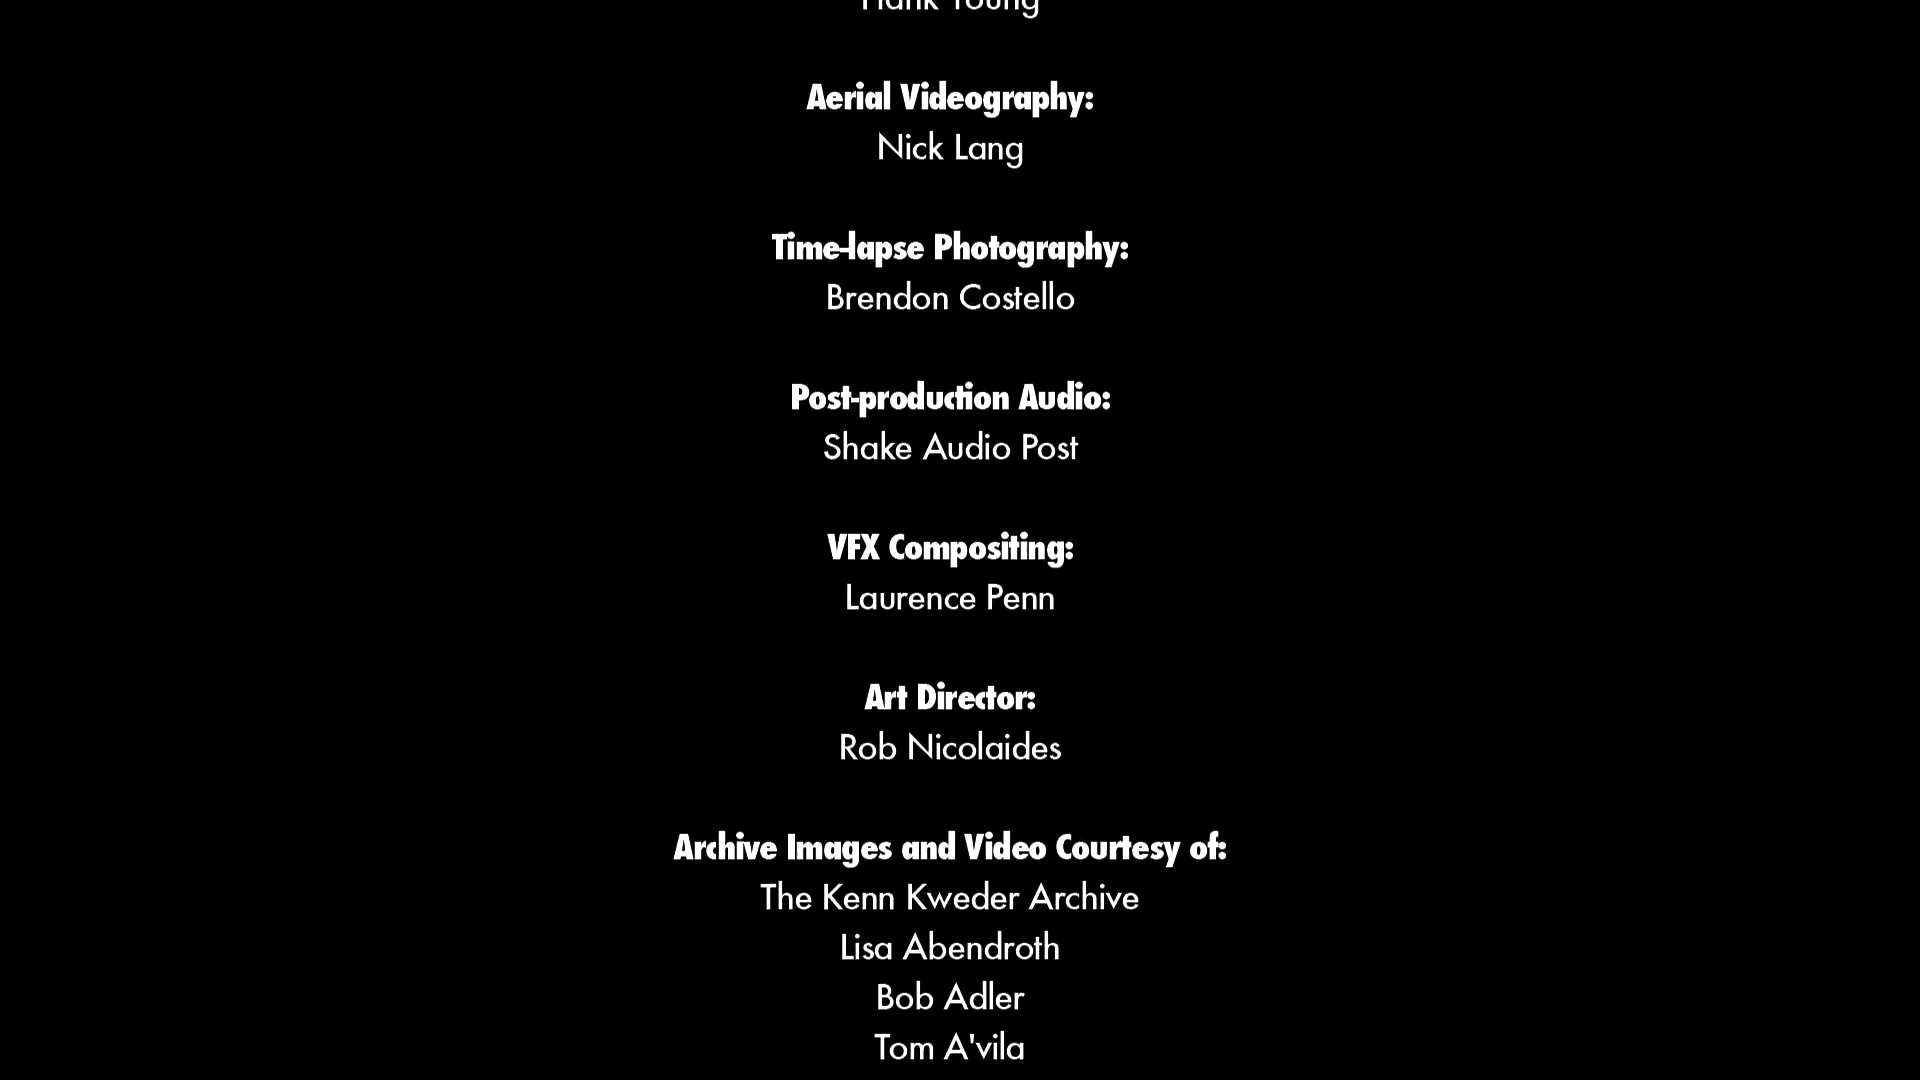 Hank Young
Aerial Videography:
Nick Lang
Time-lapse Photography:
Brendon Costello
Post-production Audio:
Shake Audio Post
VFX Compositing:
Laurence Penn
Art Director:
Rob Nicolaides
Archive Images and Video Courtesy of:
The Kenn Kweder Archive
Lisa Abendroth
Bob Adler
Tom A'vila